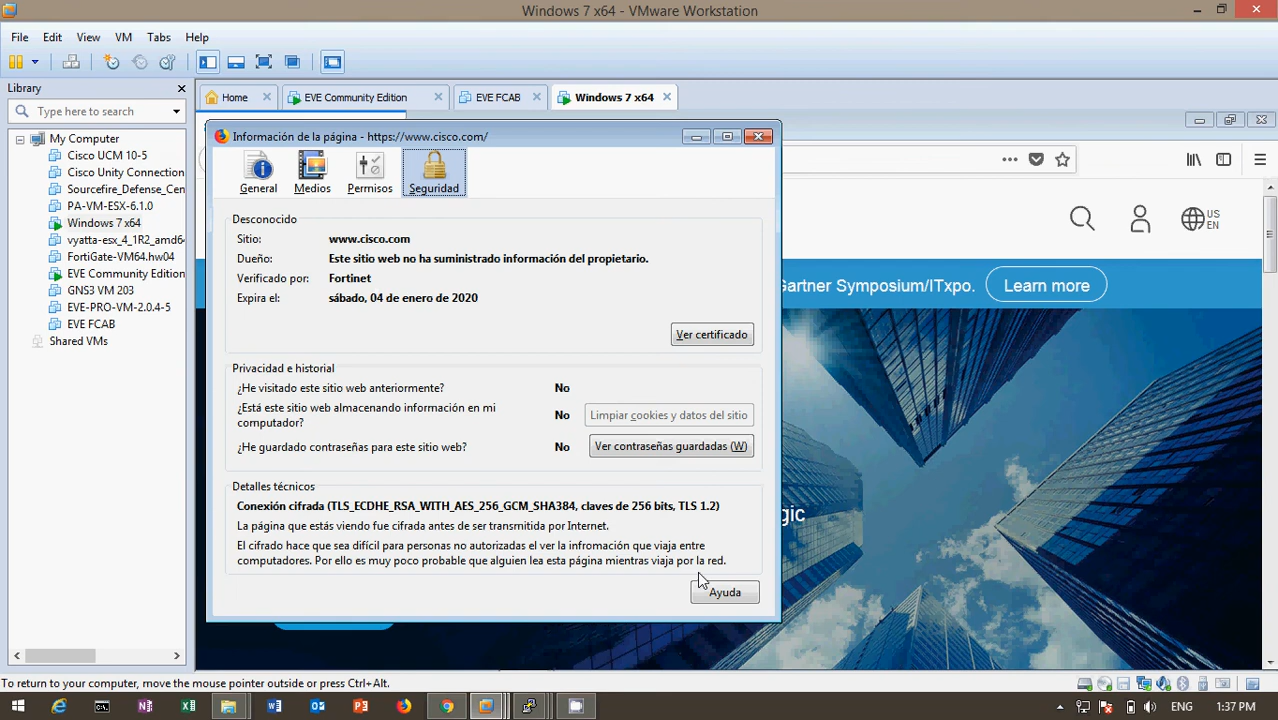 Windows 7 x64 - VMware Workstation
File Edit View VM Tabs Help
Library
Type here to search
My Computer
Cisco UCM 10-5
Cisco Unity Connection
Sourcefire_Defense_Cen
PA-VM-ESX-6.1.0
Windows 7 x64
vyatta-esx_4_1R2_amd64
FortiGate-VM64.hw04
EVE Community Edition
GNS3 VM 203
EVE-PRO-VM-2.0.4-5
EVE FCAB
Shared VMs
Home EVE Community Edition EVE FCAB Windows 7 x64
Información de la página - https://www.cisco.com/
General Medios Permisos Seguridad
Desconocido
Sitio: www.cisco.com
Dueño: Este sitio web no ha suministrado información del propietario.
Verificado por: Fortinet
Expira el: sábado, 04 de enero de 2020
Ver certificado
Privacidad e historial
¿He visitado este sitio web anteriormente? No
¿Está este sitio web almacenando información en mi
computador? No Limpiar cookies y datos del sitio
¿He guardado contraseñas para este sitio web? No Ver contraseñas guardadas (W)
Detalles técnicos
Conexión cifrada (TLS_ECDHE_RSA_WITH_AES_256_GCM_SHA384, claves de 256 bits, TLS 1.2)
La página que estás viendo fue cifrada antes de ser transmitida por Internet.
El cifrado hace que sea difícil para personas no autorizadas el ver la infromación que viaja entre
computadores. Por ello es muy poco probable que alguien lea esta página mientras viaja por la red.
Ayuda
US
EN
Gartner Symposium/ITxpo. Learn more
gic
To return to your computer, move the mouse pointer outside or press Ctrl+Alt.
ENG 1:37 PM